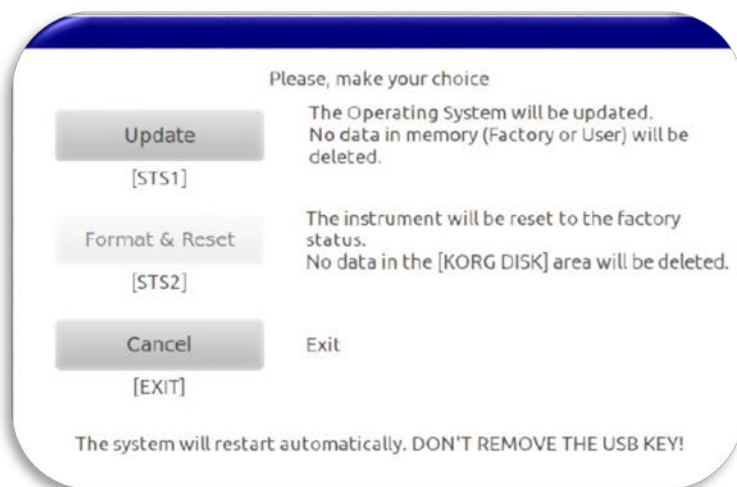 Please, make your choice
Update
[STS1]
The Operating System will be updated.
No data in memory (Factory or User) will be
deleted.
Format & Reset
[STS2]
The instrument will be reset to the factory
status.
No data in the [KORG DISK] area will be deleted.
Cancel
[EXIT]
Exit
The system will restart automatically. DON'T REMOVE THE USB KEY!